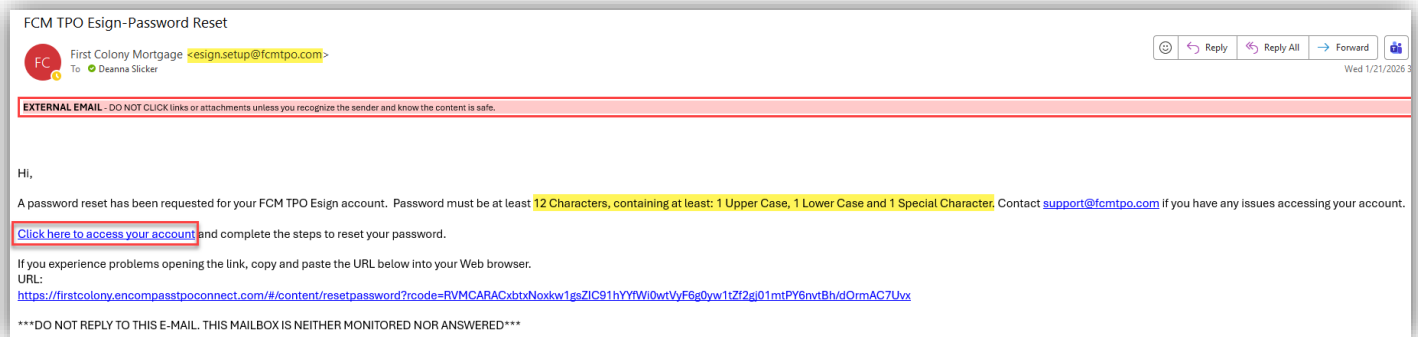 FCM TPO Esign-Password Reset
FC
First Colony Mortgage <esign.setup@fcmtpo.com>
To Deanna Slicker
Reply
Reply All
Forward
Wed 1/21/2026 3
EXTERNAL EMAIL - DO NOT CLICK links or attachments unless you recognize the sender and know the content is safe.
Hi,
A password reset has been requested for your FCM TPO Esign account. Password must be at least 12 Characters, containing at least: 1 Upper Case, 1 Lower Case and 1 Special Character. Contact support@fcmtpo.com if you have any issues accessing your account.
Click here to access your account and complete the steps to reset your password.
If you experience problems opening the link, copy and paste the URL below into your Web browser.
URL:
https://firstcolony.encompasstpoconnect.com/#/content/resetpassword?rcode=RVMCARACxbtxNoxkw1gsZIC91hYYfWi0wtVyF6g0yw1tZf2gj01mtPY6nvtBh/dOrmAC7Uvx
***DO NOT REPLY TO THIS E-MAIL. THIS MAILBOX IS NEITHER MONITORED NOR ANSWERED***